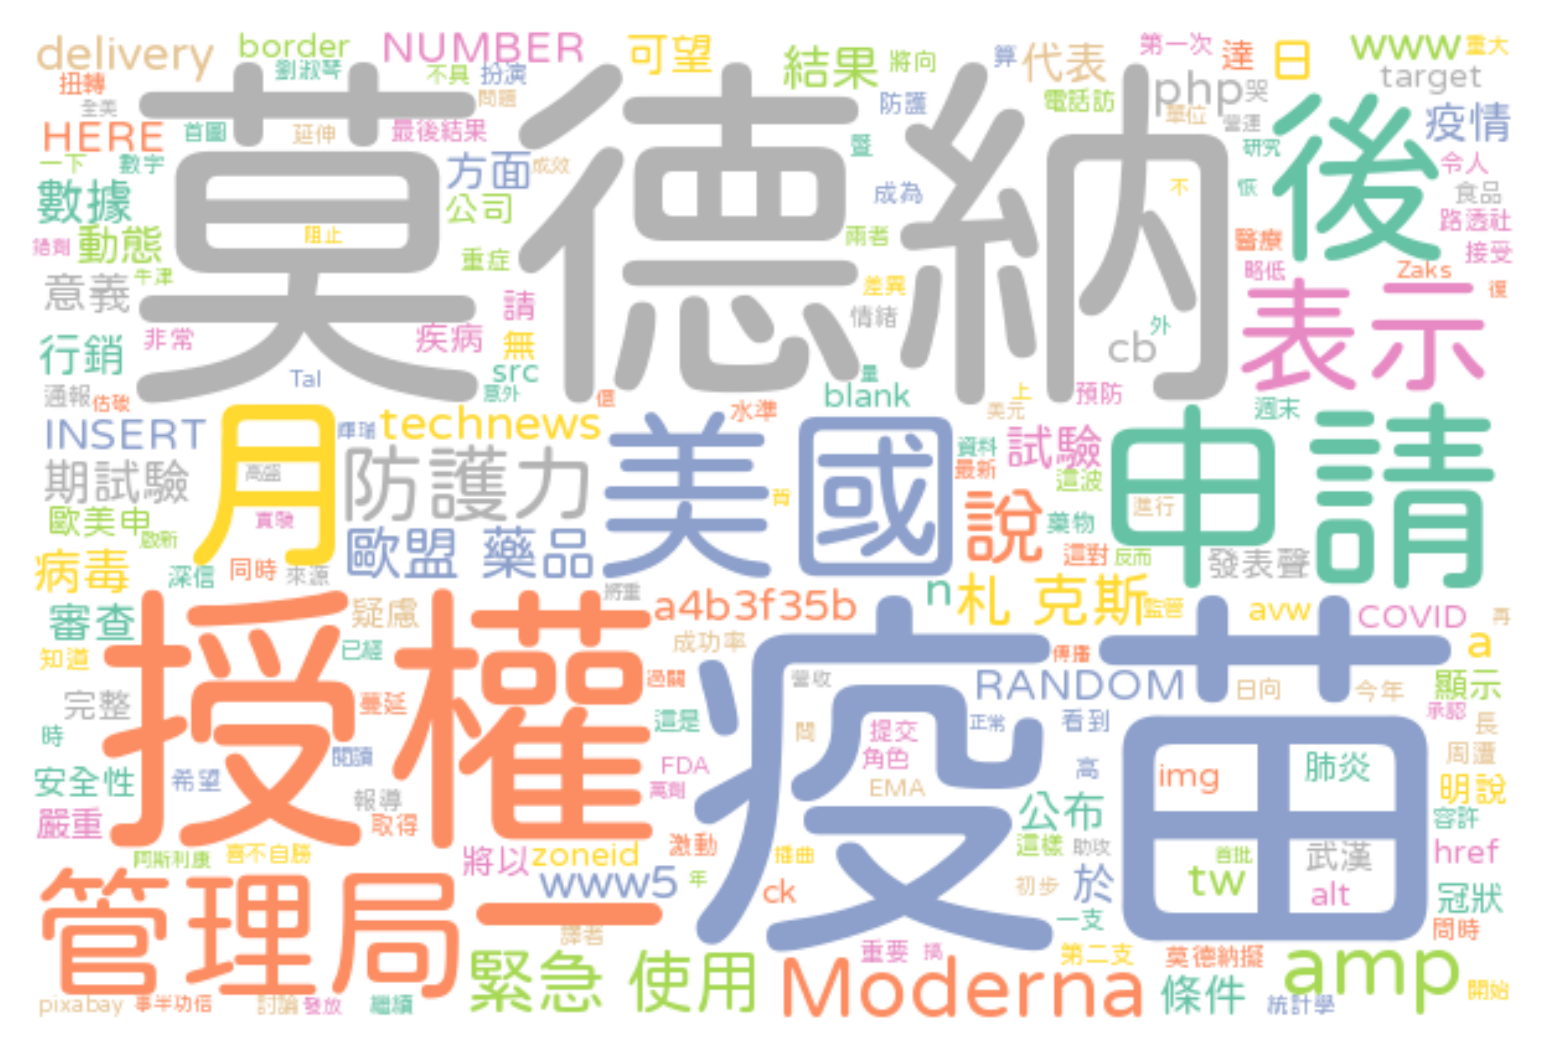 delivery border NUMBER 可望 結果 將向 算 代表 第一次 達 日 www 重大
扭轉 劉淑琴 不具 扮演 target
全美 問題 防護 電話訪 php 哭
HERE 首圖 延伸 最後結果 單位 營運 疫情
莫德納 後
一下 數字 方面 成效 暨 研究 令人
數據 公司 成為 不 恢 食品
動態 阻止 兩者 醫療 路透社
牛津 重症 接受
意義 請 差異 略低 Zaks 復
非常 疾病 無 情緒 外 表示
行銷 src cb
Tal 量
通報 估破 意外 還 水準 blank 美元 上 預防 週末
INSERT 月 輝瑞 technews 美國 資料 試驗 申請
期試驗 高盛 防護力 最新 這波
歐美申 實發 背 說 藥物 進行
啟新 歐盟 藥品 這對 反而 發表聲
病毒 深信 同時 來源
將重 a4b3f35b n 札 克斯 監管 avw COVID 再
審查 疑慮 成功率 a
知道 已經 授權 過關 營收 疫苗 傳播 RANDOM 日向 今年 顯示
完整 蔓延 這是 問 提交 正常 看到 承認 長
時 閱讀 角色 周遭
安全性 希望 FDA 高 img 肺炎
報導 萬劑 EMA 明說
嚴重 取得 公布 容許
阿斯利康 喜不自勝 將以 zoneid 激動 插曲 這樣 助攻 首批 武漢 href
管理局 一 www5 年 ck 初步 於 tw alt 冠狀
譯者 一支 問時
緊急 使用 重要 搞 第二支 莫德納擬 amp
Moderna 條件 開始
pixabay 事半功倍 討論 發放 繼續 統計學